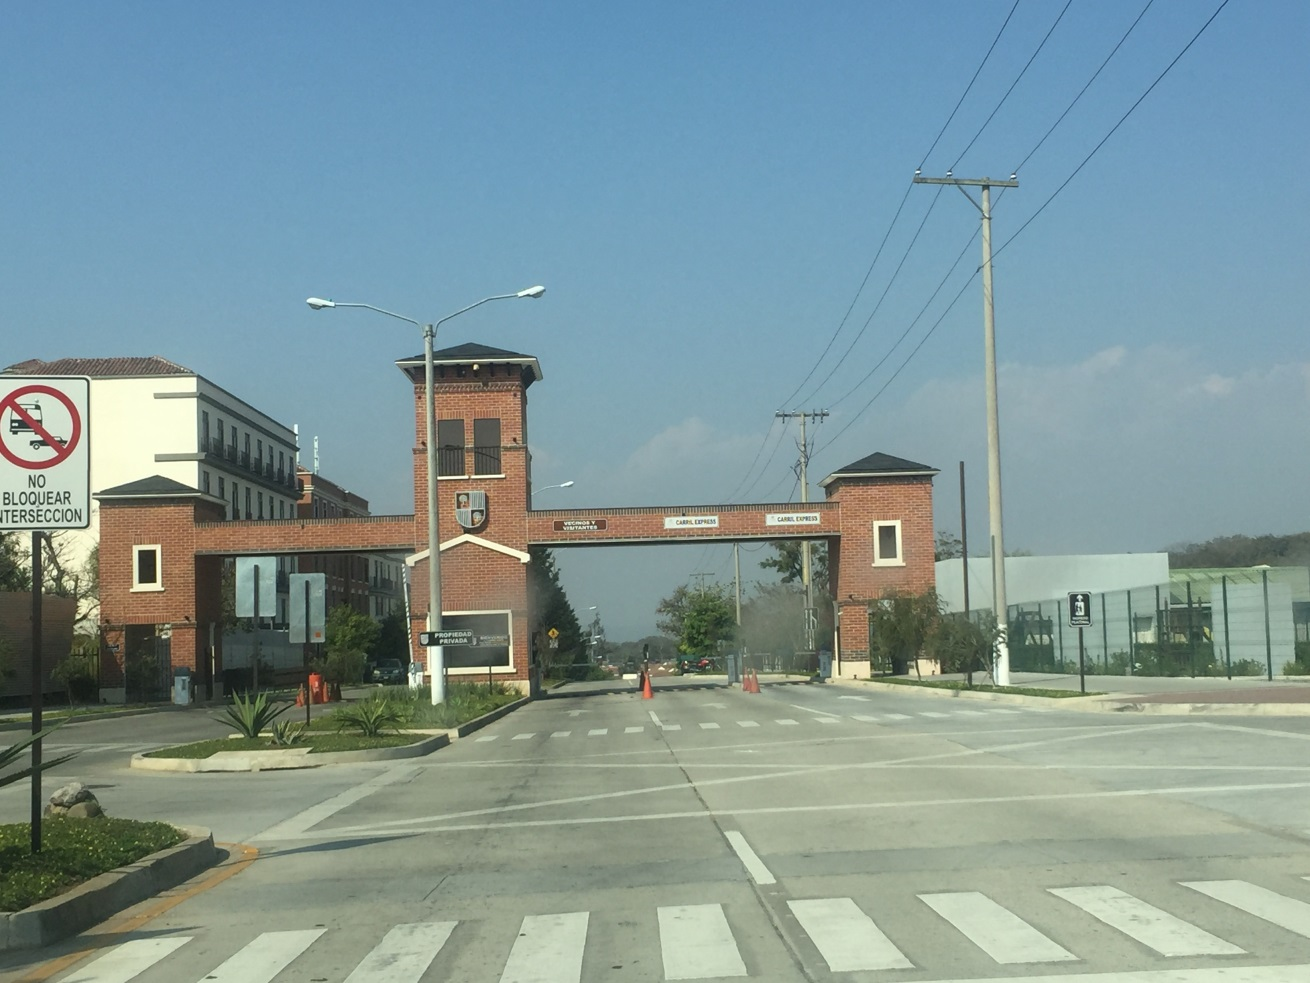 NO
BLOQUEAR
INTERSECCION
VECINOS Y
VISITANTES
CARRIL EXPRESS
CARRIL EXPRESS
PROPIEDAD
PRIVADA